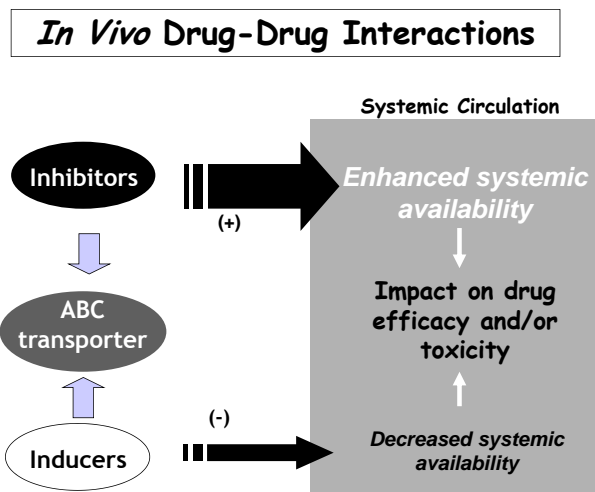 In Vivo Drug-Drug Interactions
Systemic Circulation
Inhibitors
(+)
Enhanced systemic
availability
ABC
transporter
Impact on drug
efficacy and/or
toxicity
Inducers
(-)
Decreased systemic
availability